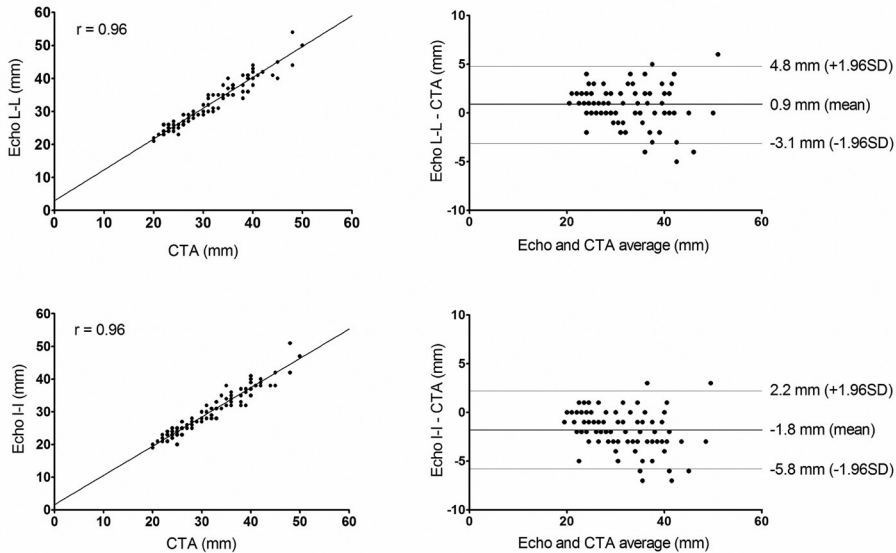 60
50
40
30
20
10
0
Echo L-L (mm)
r = 0.96
0 10 20 30 40 50 60
CTA (mm)
10
5
0
-5
-10
Echo L-L - CTA (mm)
4.8 mm (+1.96SD)
0.9 mm (mean)
-3.1 mm (-1.96SD)
0 20 40 60
Echo and CTA average (mm)
60
50
40
30
20
10
0
Echo I-I (mm)
r = 0.96
0 10 20 30 40 50 60
CTA (mm)
10
5
0
-5
-10
Echo I-I - CTA (mm)
2.2 mm (+1.96SD)
-1.8 mm (mean)
-5.8 mm (-1.96SD)
0 20 40 60
Echo and CTA average (mm)